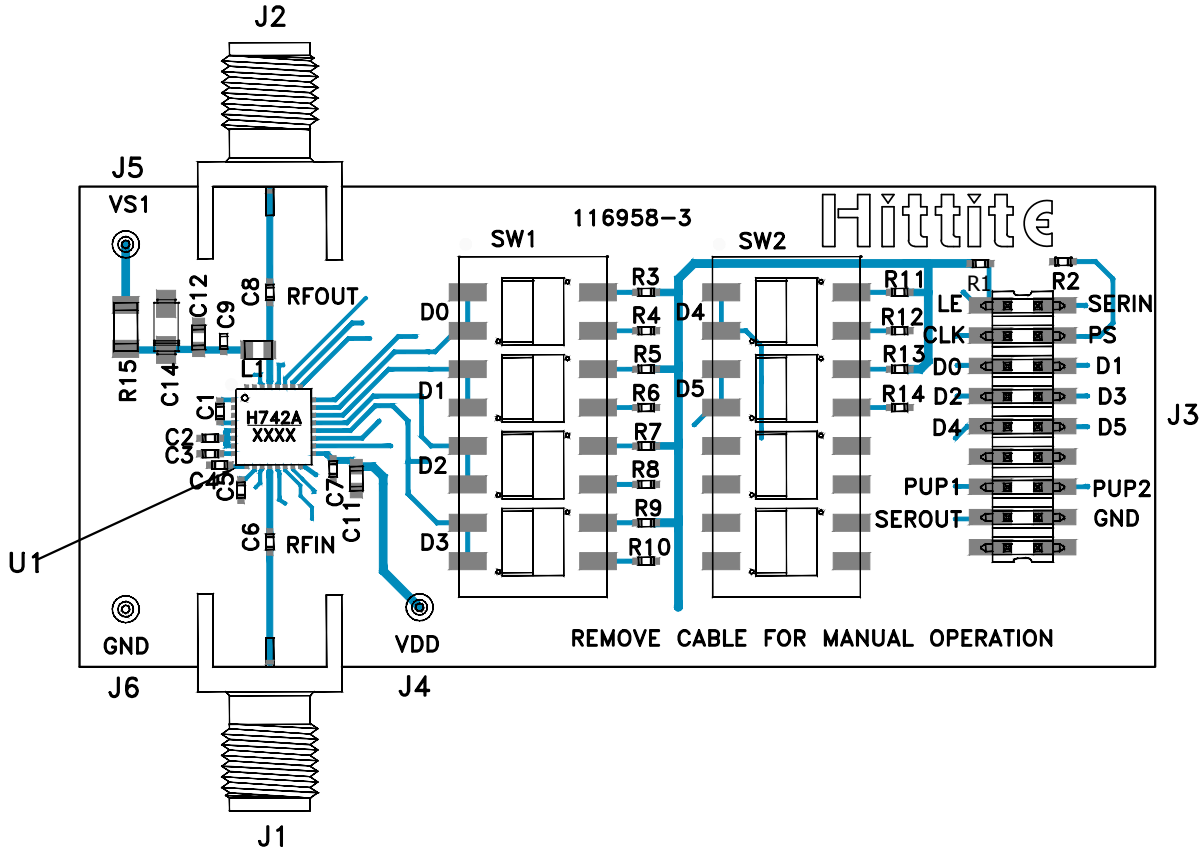 J2
J5
VS1
116958-3
Hittite
SW1
SW2
C12
C9
C8
RFOUT
D0
R3
D4
R11
R1
R2
LE
SERIN
R4
R12
CLK
PS
R15
C14
L1
R5
R13
D0
D1
D1
R6
D5
R14
D2
D3
C1
H742A
XXXX
J3
C2
R7
D4
D5
C3
C4
C5
C7
C11
D2
R8
PUP1
PUP2
C6
RFIN
D3
R9
SEROUT
GND
R10
U1
GND
VDD
REMOVE CABLE FOR MANUAL OPERATION
J6
J4
J1